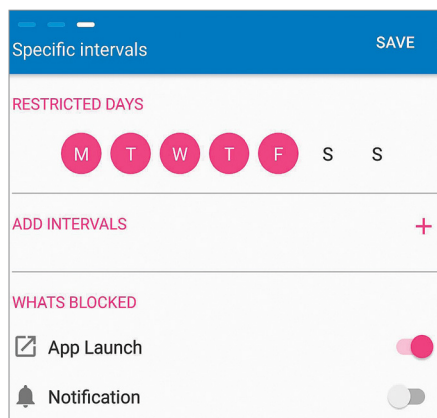 Specific intervals SAVE
RESTRICTED DAYS
M T W T F S S
ADD INTERVALS +
WHATS BLOCKED
App Launch
Notification